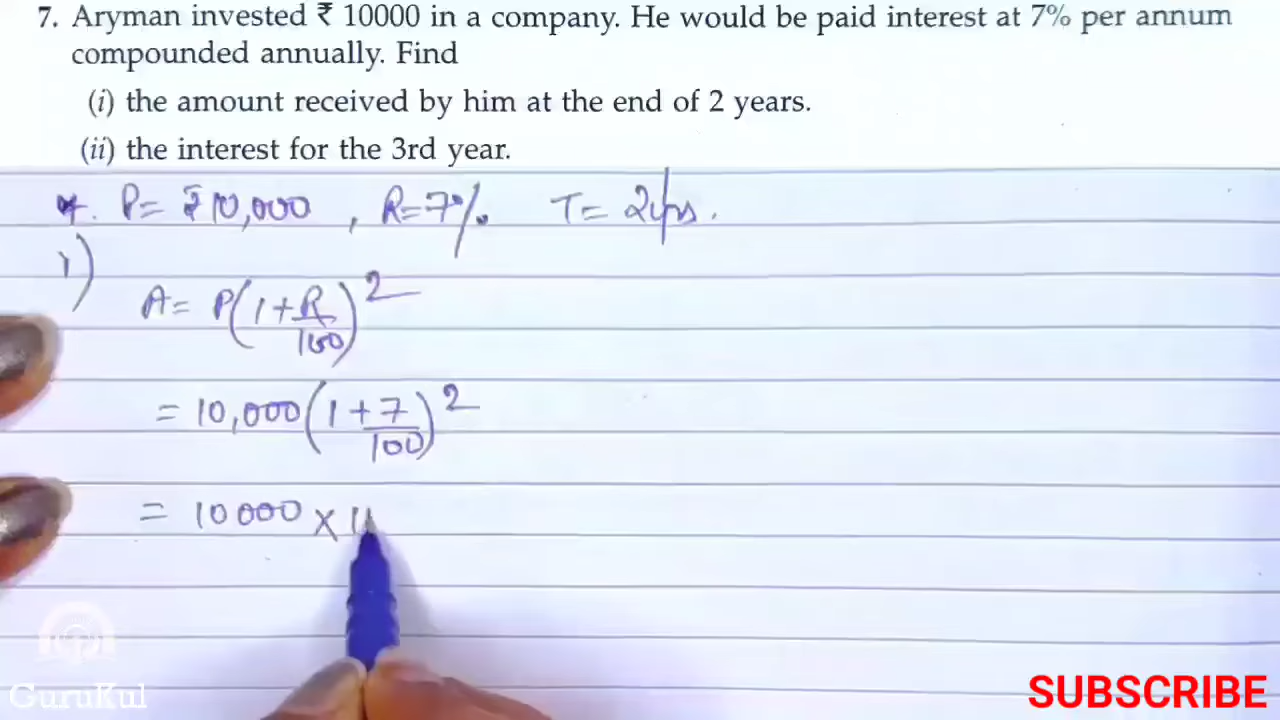 7. Aryman invested ₹ 10000 in a company. He would be paid interest at 7% per annum
compounded annually. Find
(i) the amount received by him at the end of 2 years.
(ii) the interest for the 3rd year.
7. P= ₹10,000 , R=7% T= 2yrs.
i)
A= P(1+R/100)^2
= 10,000(1+7/100)^2
= 10000 × 1
GuruKul
SUBSCRIBE